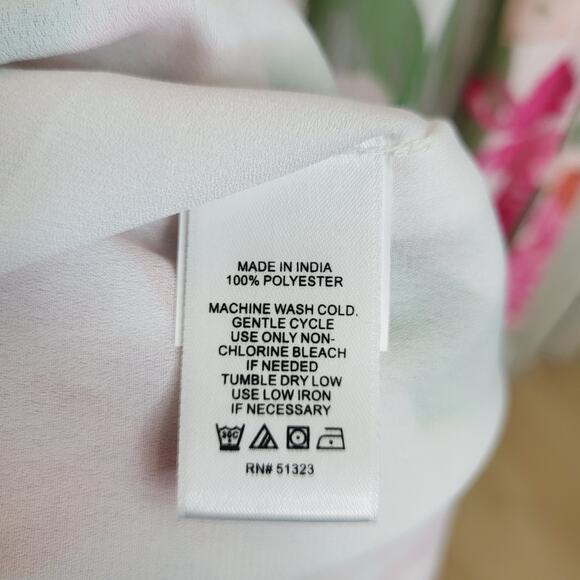 MADE IN INDIA
100% POLYESTER
MACHINE WASH COLD,
GENTLE CYCLE
USE ONLY NON-
CHLORINE BLEACH
IF NEEDED
TUMBLE DRY LOW
USE LOW IRON
IF NECESSARY
30C
RN# 51323